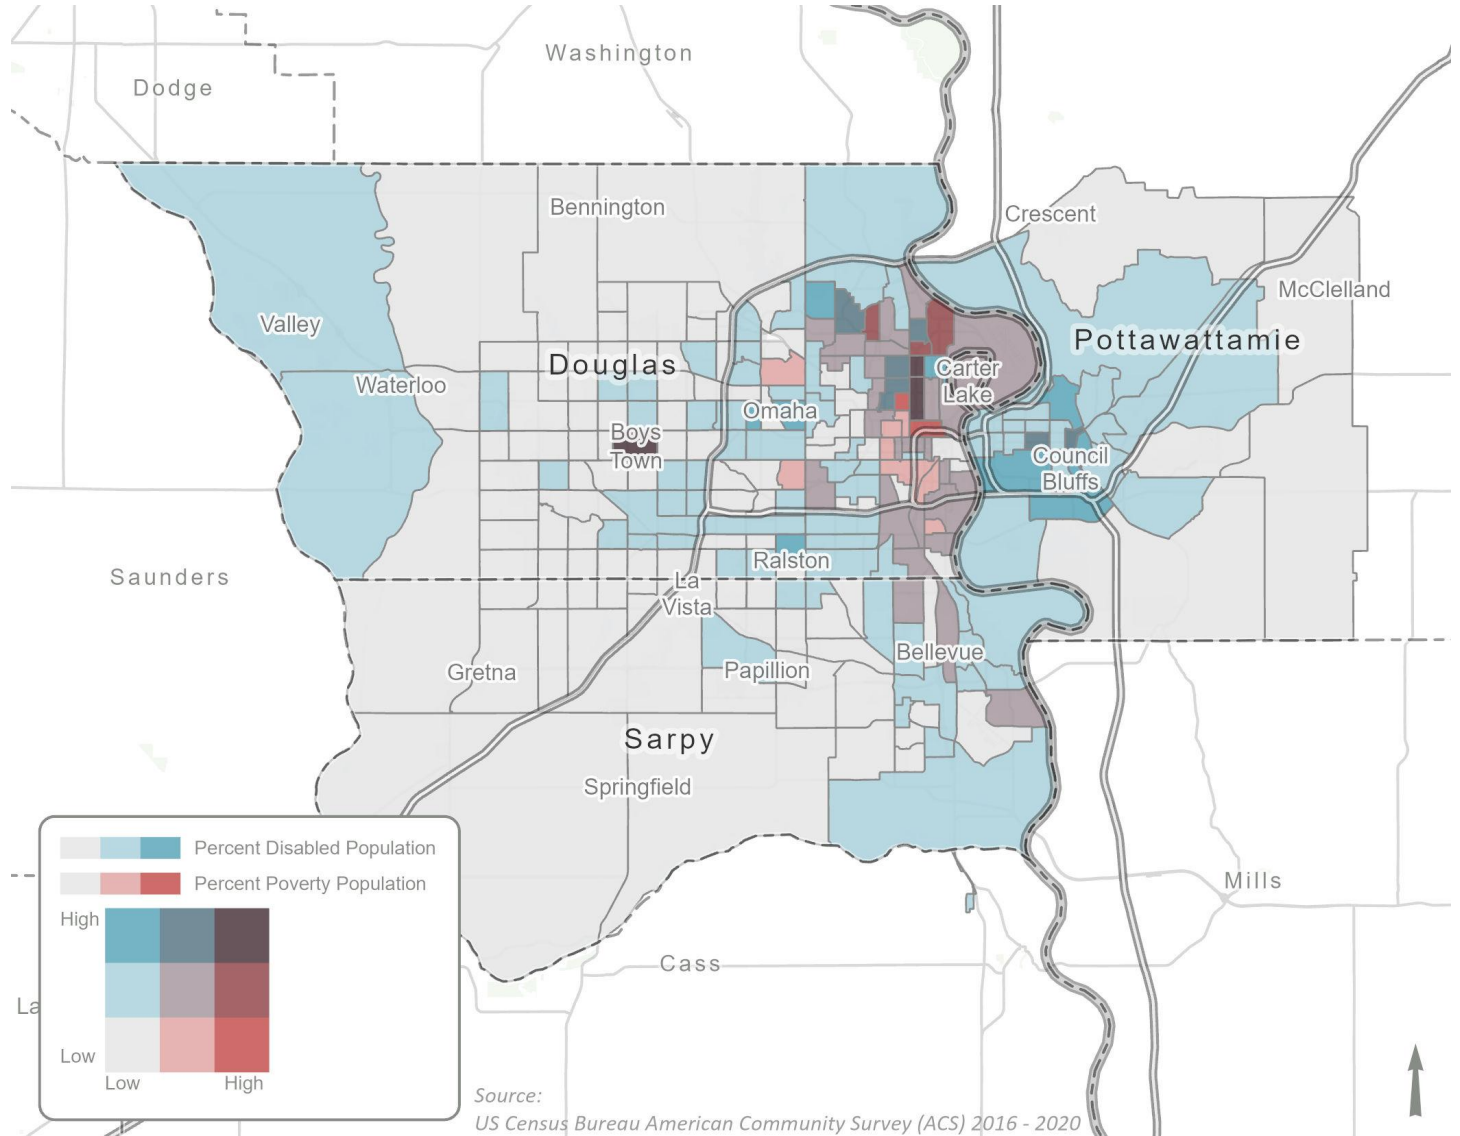 Washington
Dodge
Bennington
Crescent
McClelland
Valley
Pottawattamie
Douglas
Carter
Lake
Waterloo
Omaha
Boys
Town
Council
Bluffs
Ralston
Saunders
La
Vista
Bellevue
Gretna
Papillion
Sarpy
Springfield
Percent Disabled Population
Percent Poverty Population
Mills
High
Cass
La
Low
Low
High
Source:
US Census Bureau American Community Survey (ACS) 2016 - 2020